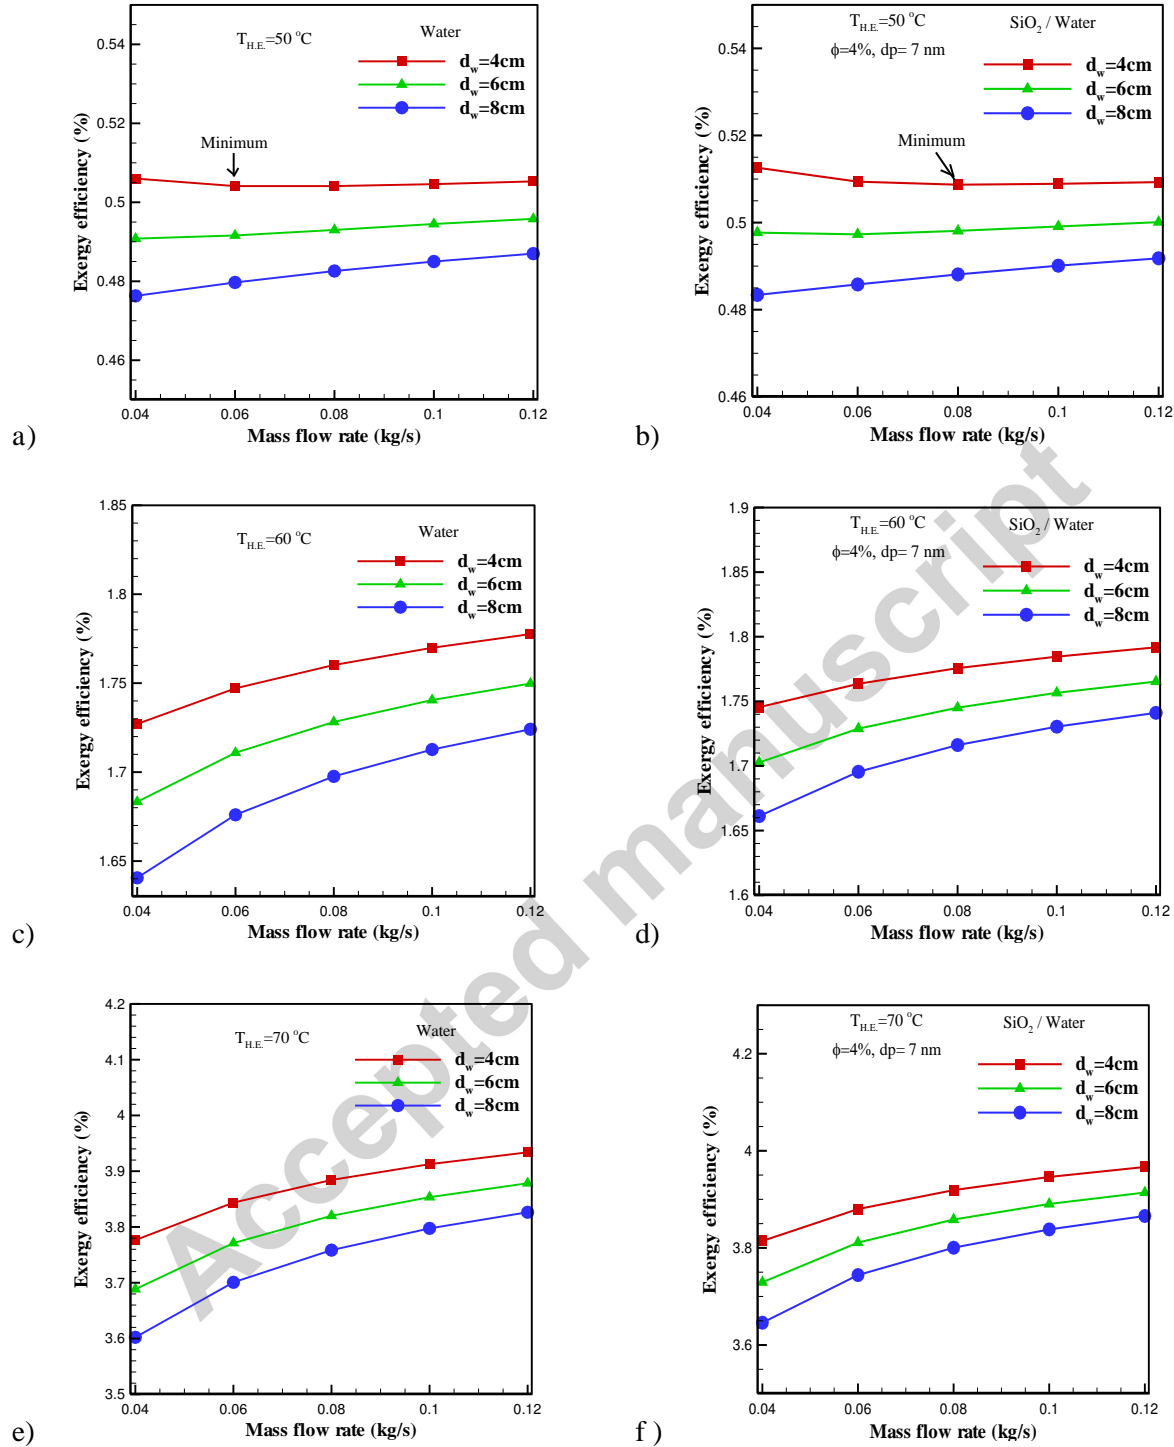 0.54
T_H.E.=50 °C
Water
d_w=4cm
d_w=6cm
d_w=8cm
0.52
Minimum
0.5
0.48
0.46
Exergy efficiency (%)
0.04 0.06 0.08 0.1 0.12
Mass flow rate (kg/s)
a)
0.54
T_H.E.=50 °C
SiO₂ / Water
ϕ=4%, dp= 7 nm
d_w=4cm
d_w=6cm
d_w=8cm
0.52
Minimum
0.5
0.48
0.46
Exergy efficiency (%)
0.04 0.06 0.08 0.1 0.12
Mass flow rate (kg/s)
b)
1.85
T_H.E.=60 °C
Water
d_w=4cm
d_w=6cm
d_w=8cm
1.8
1.75
1.7
1.65
Exergy efficiency (%)
0.04 0.06 0.08 0.1 0.12
Mass flow rate (kg/s)
c)
1.9
T_H.E.=60 °C
SiO₂ / Water
ϕ=4%, dp= 7 nm
d_w=4cm
d_w=6cm
d_w=8cm
1.85
1.8
1.75
1.7
1.65
1.6
Exergy efficiency (%)
0.04 0.06 0.08 0.1 0.12
Mass flow rate (kg/s)
d)
4.2
T_H.E.=70 °C
Water
d_w=4cm
d_w=6cm
d_w=8cm
4.1
4
3.9
3.8
3.7
3.6
3.5
Exergy efficiency (%)
0.04 0.06 0.08 0.1 0.12
Mass flow rate (kg/s)
e)
T_H.E.=70 °C
SiO₂ / Water
ϕ=4%, dp= 7 nm
4.2
d_w=4cm
d_w=6cm
d_w=8cm
4
3.8
3.6
Exergy efficiency (%)
0.04 0.06 0.08 0.1 0.12
Mass flow rate (kg/s)
f )
Accepted manuscript